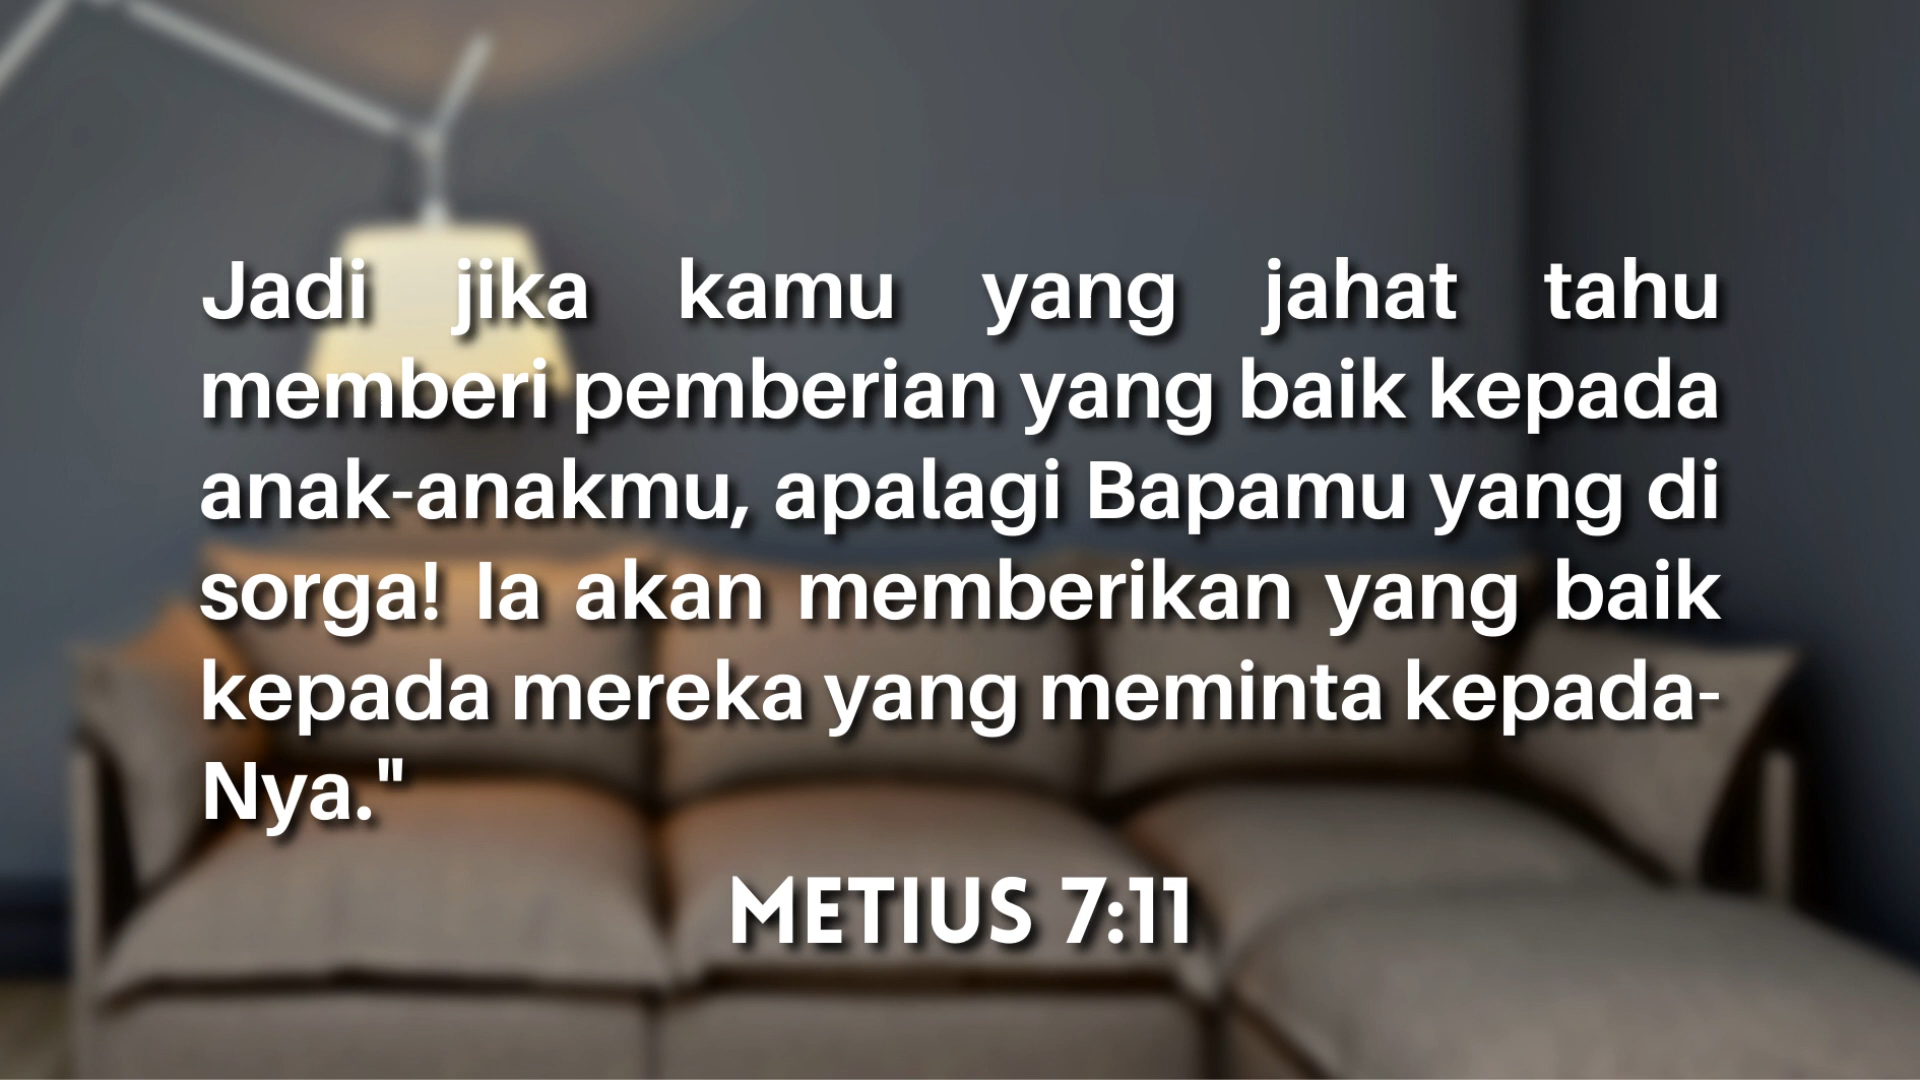 Jadi jika kamu yang jahat tahu
memberi pemberian yang baik kepada
anak-anakmu, apalagi Bapamu yang di
sorga! Ia akan memberikan yang baik
kepada mereka yang meminta kepada-
Nya."
METIUS 7:11